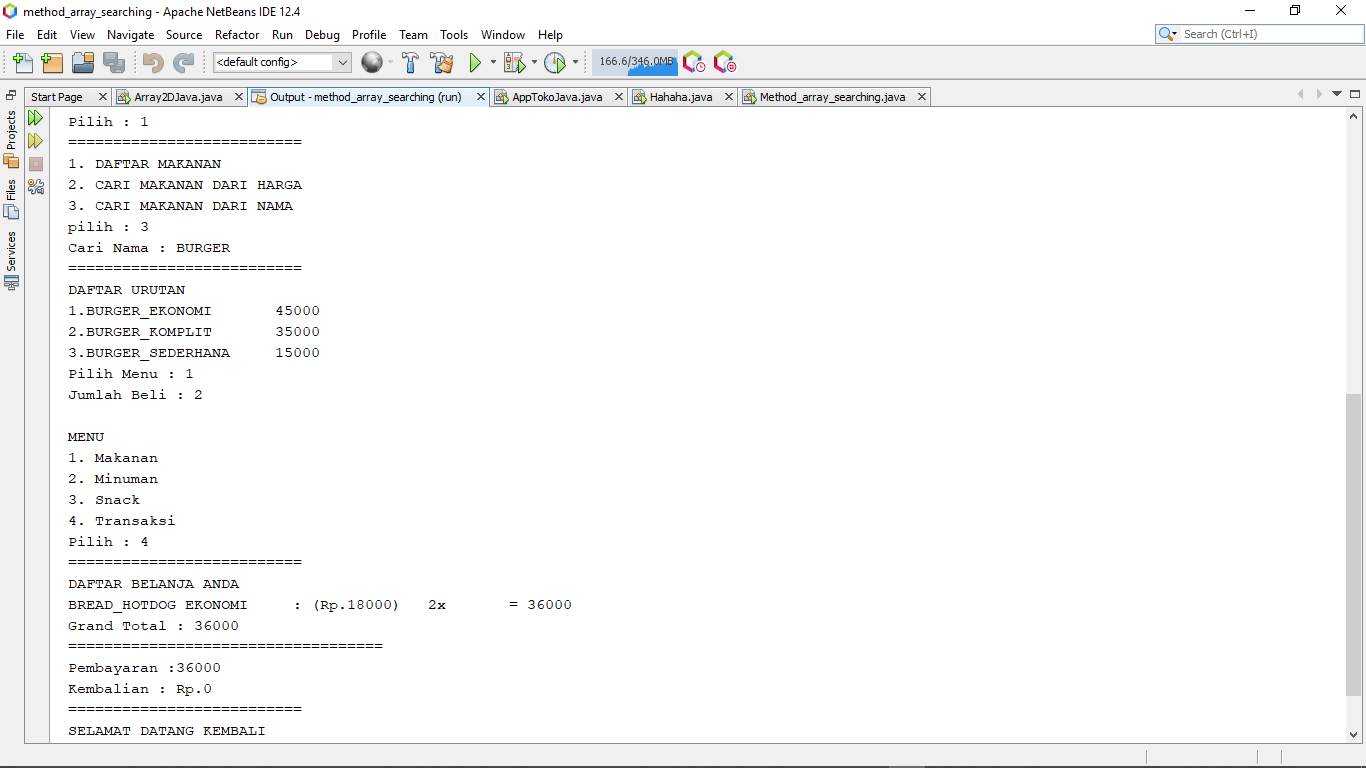 method_array_searching - Apache NetBeans IDE 12.4
File Edit View Navigate Source Refactor Run Debug Profile Team Tools Window Help
Search (Ctrl+I)
<default config>
166.6/346.0MB
Start Page
Array2DJava.java
Output - method_array_searching (run)
AppTokoJava.java
Hahaha.java
Method_array_searching.java
Projects
Files
Services
Pilih : 1
==========================
1. DAFTAR MAKANAN
2. CARI MAKANAN DARI HARGA
3. CARI MAKANAN DARI NAMA
pilih : 3
Cari Nama : BURGER
==========================
DAFTAR URUTAN
1.BURGER_EKONOMI 45000
2.BURGER_KOMPLIT 35000
3.BURGER_SEDERHANA 15000
Pilih Menu : 1
Jumlah Beli : 2
MENU
1. Makanan
2. Minuman
3. Snack
4. Transaksi
Pilih : 4
==========================
DAFTAR BELANJA ANDA
BREAD_HOTDOG EKONOMI : (Rp.18000) 2x = 36000
Grand Total : 36000
===================================
Pembayaran :36000
Kembalian : Rp.0
==========================
SELAMAT DATANG KEMBALI